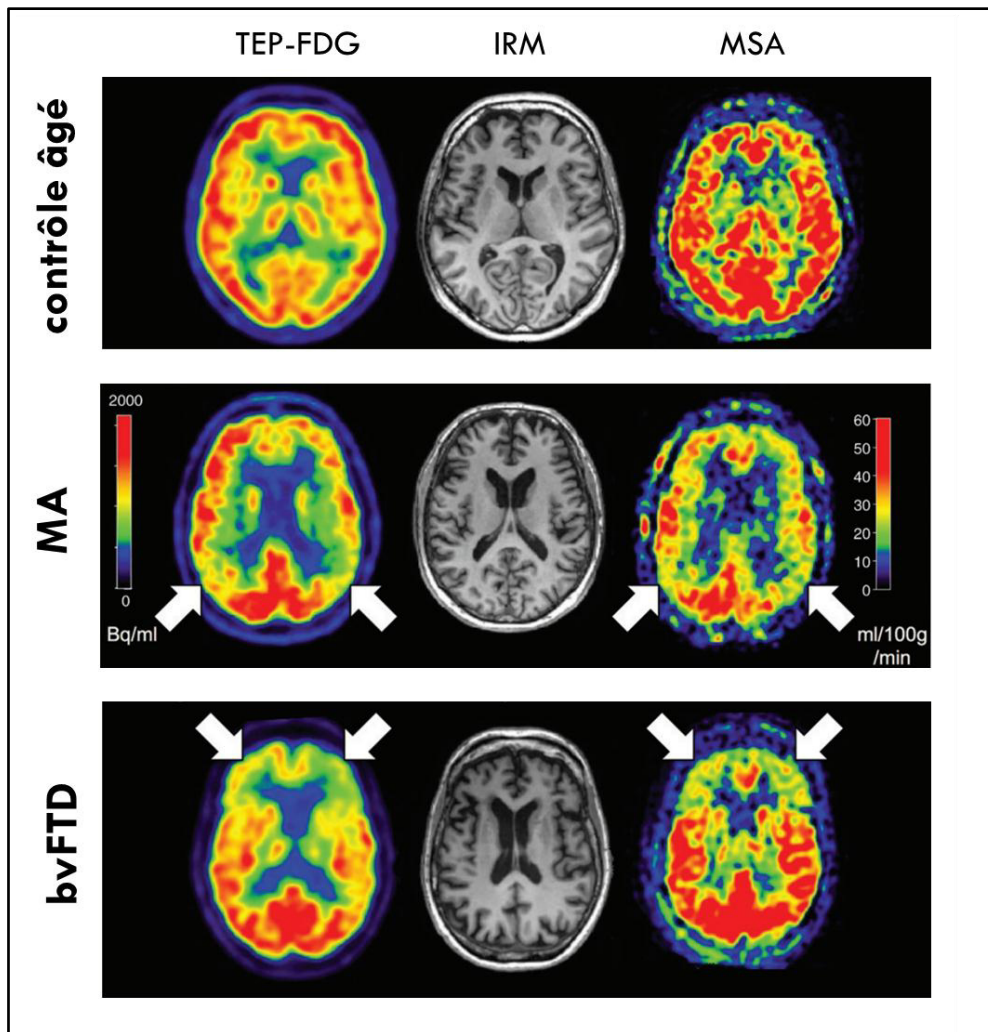 TEP-FDG IRM MSA
contrôle âgé
MA
2000
0
Bq/ml
60
50
40
30
20
10
0
ml/100g
/min
bvFTD